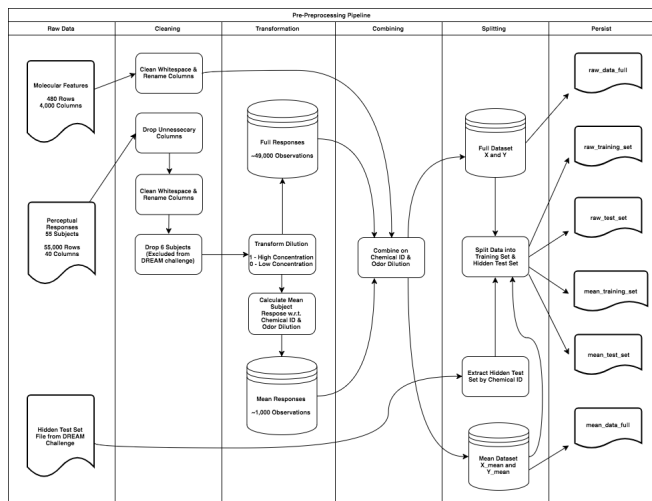 Pre-Preprocessing Pipeline
Raw Data
Cleaning
Transformation
Combining
Splitting
Persist
Molecular Features
480 Rows
4,000 Columns
Perceptual
Responses
55 Subjects
55,000 Rows
40 Columns
Hidden Test Set
File from DREAM
Challenge
Clean Whitespace &
Rename Columns
Drop Unnessecary
Columns
Clean Whitespace &
Rename Columns
Drop 6 Subjects
(Excluded from
DREAM challenge)
Full Responses
~49,000 Observations
Transform Dilution
1 - High Concentration
0 - Low Concentration
Calculate Mean
Subject
Respose w.r.t.
Chemical ID &
Odor Dilution
Mean Responses
~1,000 Observations
Combine on
Chemical ID &
Odor Dilution
Full Dataset
X and Y
Split Data into
Training Set &
Hidden Test Set
Extract Hidden Test
Set by Chemical ID
Mean Dataset
X_mean and
Y_mean
raw_data_full
raw_training_set
raw_test_set
mean_training_set
mean_test_set
mean_data_full